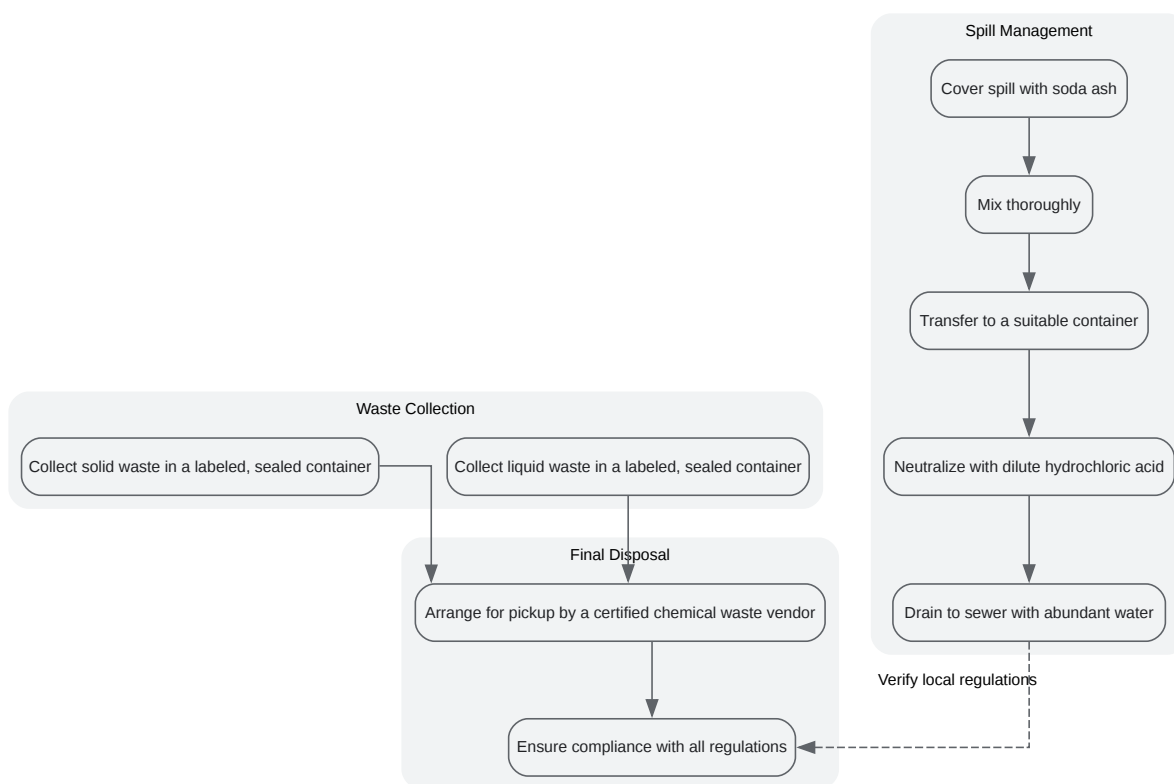 Spill Management
Cover spill with soda ash
Mix thoroughly
Transfer to a suitable container
Waste Collection
Collect solid waste in a labeled, sealed container
Collect liquid waste in a labeled, sealed container
Neutralize with dilute hydrochloric acid
Final Disposal
Arrange for pickup by a certified chemical waste vendor
Drain to sewer with abundant water
Verify local regulations
Ensure compliance with all regulations